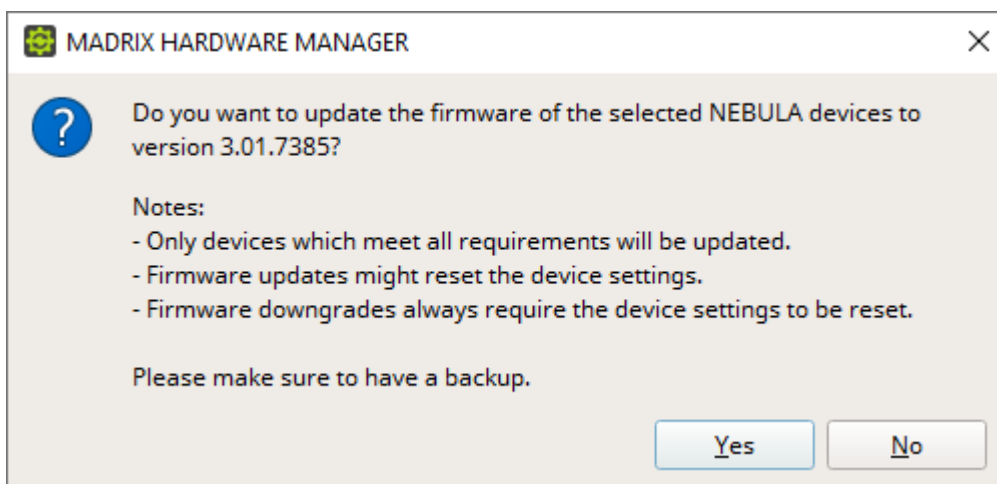 MADRIX HARDWARE MANAGER
Do you want to update the firmware of the selected NEBULA devices to
version 3.01.7385?
Notes:
- Only devices which meet all requirements will be updated.
- Firmware updates might reset the device settings.
- Firmware downgrades always require the device settings to be reset.
Please make sure to have a backup.
Yes
No